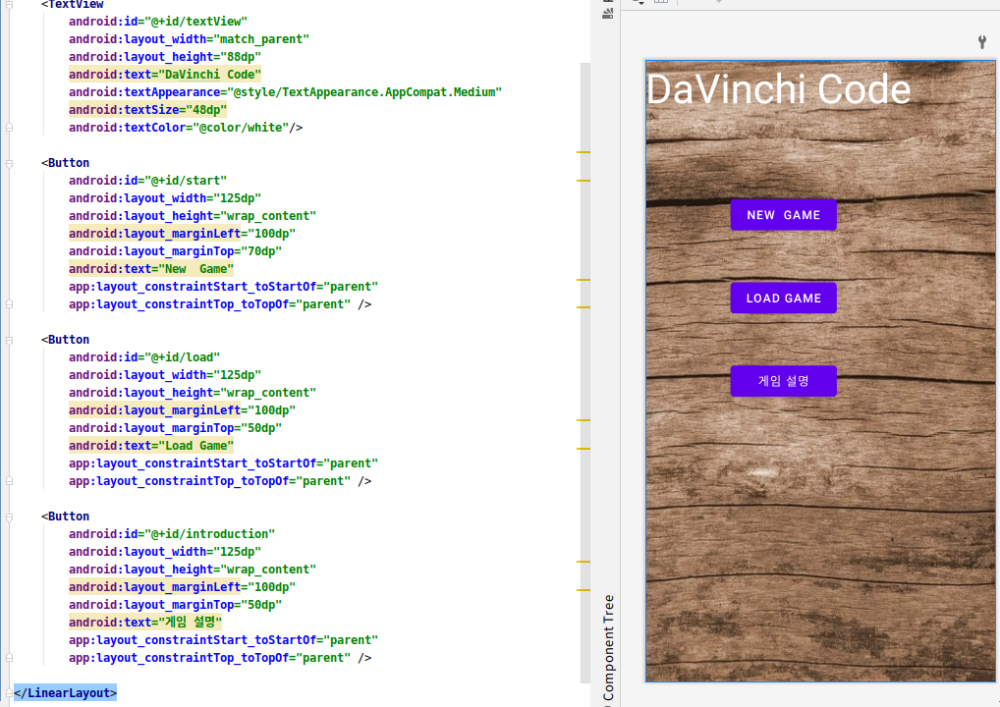 <TextView
android:id="@+id/textView"
android:layout_width="match_parent"
android:layout_height="88dp"
android:text="DaVinchi Code"
android:textAppearance="@style/TextAppearance.AppCompat.Medium"
android:textSize="48dp"
android:textColor="@color/white"/>
<Button
android:id="@+id/start"
android:layout_width="125dp"
android:layout_height="wrap_content"
android:layout_marginLeft="100dp"
android:layout_marginTop="70dp"
android:text="New  Game"
app:layout_constraintStart_toStartOf="parent"
app:layout_constraintTop_toTopOf="parent" />
<Button
android:id="@+id/load"
android:layout_width="125dp"
android:layout_height="wrap_content"
android:layout_marginLeft="100dp"
android:layout_marginTop="50dp"
android:text="Load Game"
app:layout_constraintStart_toStartOf="parent"
app:layout_constraintTop_toTopOf="parent" />
<Button
android:id="@+id/introduction"
android:layout_width="125dp"
android:layout_height="wrap_content"
android:layout_marginLeft="100dp"
android:layout_marginTop="50dp"
android:text="게임 설명"
app:layout_constraintStart_toStartOf="parent"
app:layout_constraintTop_toTopOf="parent" />
</LinearLayout>
Component Tree
DaVinchi Code
NEW  GAME
LOAD GAME
게임 설명